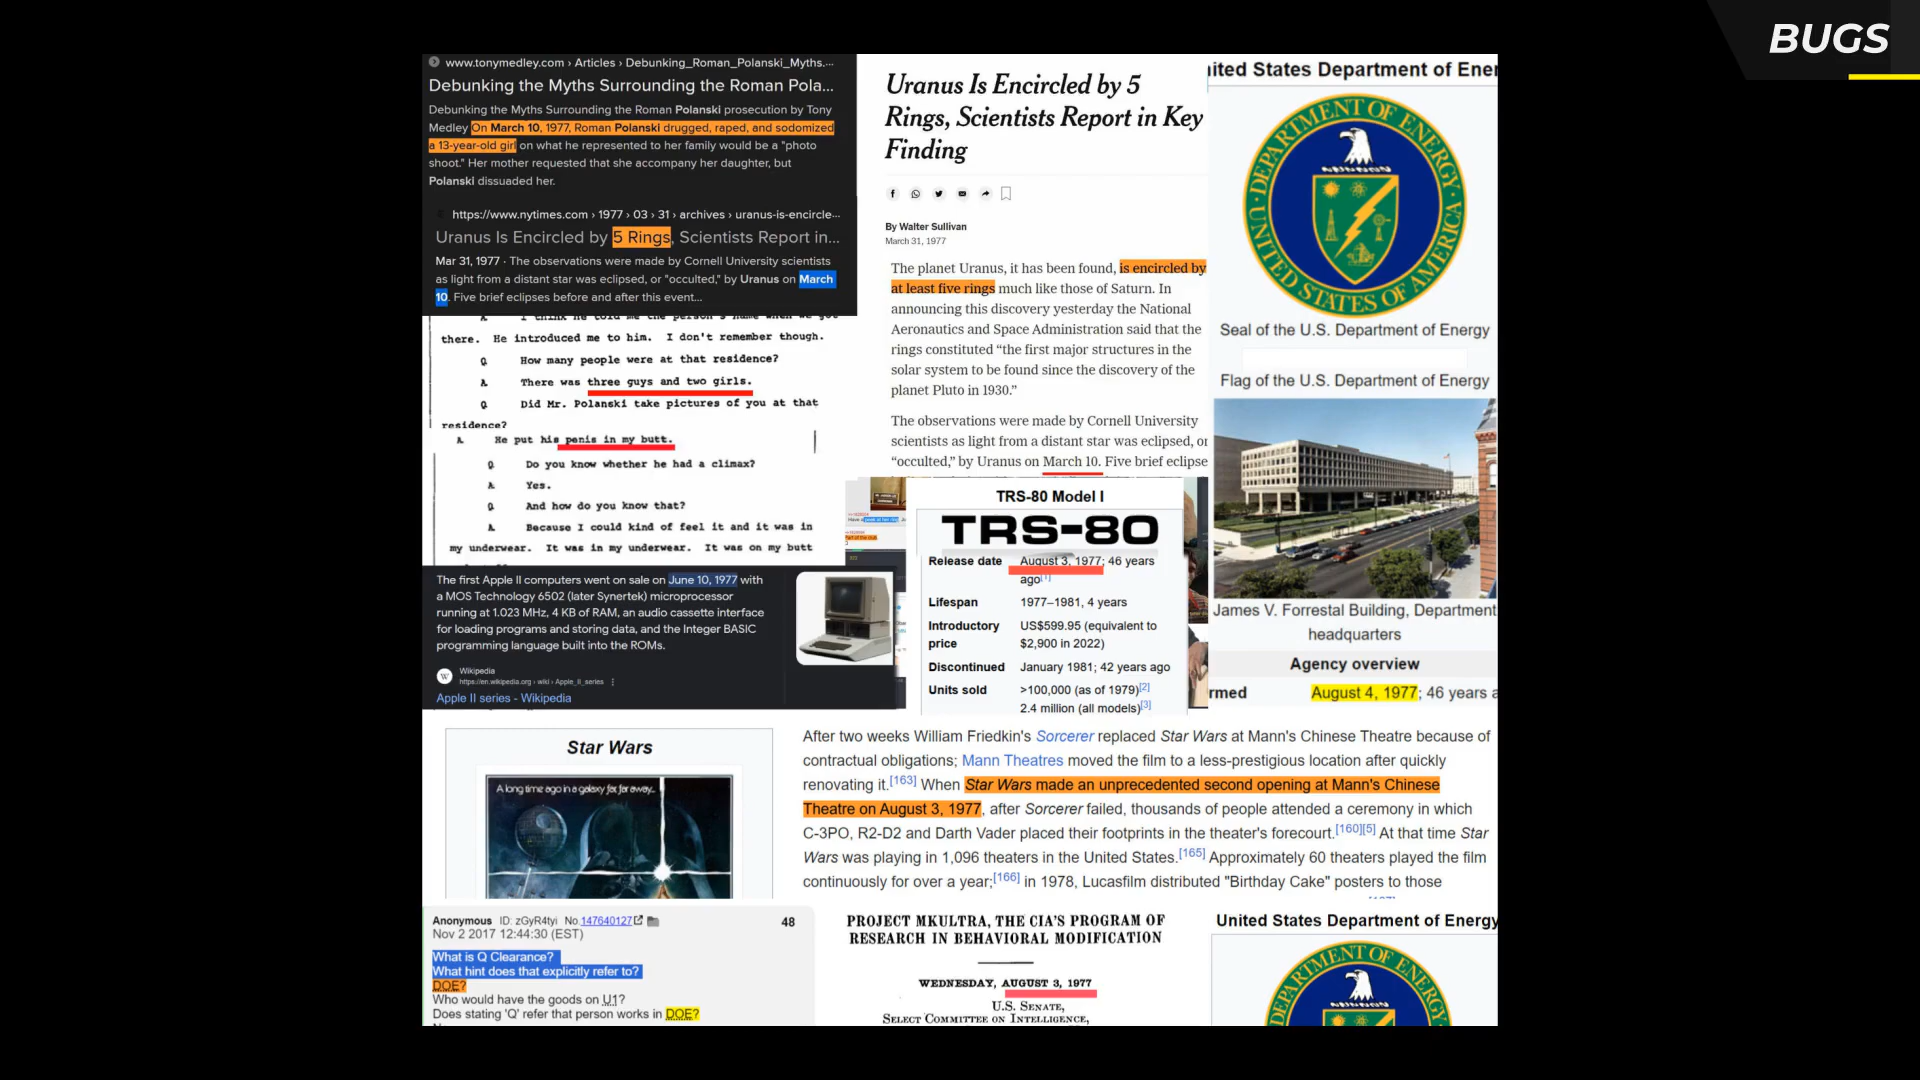 BUGS
www.tonymedley.com › Articles › Debunking_Roman_Polanski_Myths....
Debunking the Myths Surrounding the Roman Pola...
Debunking the Myths Surrounding the Roman Polanski prosecution by Tony
Medley On March 10, 1977, Roman Polanski drugged, raped, and sodomized
a 13-year-old girl on what he represented to her family would be a "photo
shoot." Her mother requested that she accompany her daughter, but
Polanski dissuaded her.
https://www.nytimes.com › 1977 › 03 › 31 › archives › uranus-is-encircle...
Uranus Is Encircled by 5 Rings, Scientists Report in...
Mar 31, 1977 · The observations were made by Cornell University scientists
as light from a distant star was eclipsed, or "occulted," by Uranus on March
10. Five brief eclipses before and after this event...
there. He introduced me to him. I don't remember though.
Q How many people were at that residence?
A There was three guys and two girls.
Q Did Mr. Polanski take pictures of you at that
residence?
A He put his penis in my butt.
Q Do you know whether he had a climax?
A Yes.
Q And how do you know that?
A Because I could kind of feel it and it was in
my underwear. It was in my underwear. It was on my butt
The first Apple II computers went on sale on June 10, 1977 with
a MOS Technology 6502 (later Synertek) microprocessor
running at 1.023 MHz, 4 KB of RAM, an audio cassette interface
for loading programs and storing data, and the Integer BASIC
programming language built into the ROMs.
W
Wikipedia
https://en.wikipedia.org › wiki › Apple_II_series
Apple II series - Wikipedia
Uranus Is Encircled by 5
Rings, Scientists Report in Key
Finding
By Walter Sullivan
March 31, 1977
The planet Uranus, it has been found, is encircled by
at least five rings much like those of Saturn. In
announcing this discovery yesterday the National
Aeronautics and Space Administration said that the
rings constituted “the first major structures in the
solar system to be found since the discovery of the
planet Pluto in 1930.”
The observations were made by Cornell University
scientists as light from a distant star was eclipsed, or
“occulted,” by Uranus on March 10. Five brief eclipse
TRS-80 Model I
TRS-80
Release date August 3, 1977; 46 years
ago[1]
Lifespan 1977–1981, 4 years
Introductory US$599.95 (equivalent to
price $2,900 in 2022)
Discontinued January 1981; 42 years ago
Units sold >100,000 (as of 1979)[2]
2.4 million (all models)[3]
ited States Department of Ener
DEPARTMENT OF ENERGY
UNITED STATES OF AMERICA
Seal of the U.S. Department of Energy
Flag of the U.S. Department of Energy
James V. Forrestal Building, Department
headquarters
Agency overview
rmed August 4, 1977; 46 years a
Star Wars
A long time ago in a galaxy far, far away...
After two weeks William Friedkin's Sorcerer replaced Star Wars at Mann's Chinese Theatre because of
contractual obligations; Mann Theatres moved the film to a less-prestigious location after quickly
renovating it.[163] When Star Wars made an unprecedented second opening at Mann's Chinese
Theatre on August 3, 1977, after Sorcerer failed, thousands of people attended a ceremony in which
C-3PO, R2-D2 and Darth Vader placed their footprints in the theater's forecourt.[160][5] At that time Star
Wars was playing in 1,096 theaters in the United States.[165] Approximately 60 theaters played the film
continuously for over a year;[166] in 1978, Lucasfilm distributed "Birthday Cake" posters to those
Anonymous ID: zGyR4tyi No.147640127 48
Nov 2 2017 12:44:30 (EST)
What is Q Clearance?
What hint does that explicitly refer to?
DOE?
Who would have the goods on U1?
Does stating 'Q' refer that person works in DOE?
PROJECT MKULTRA, THE CIA'S PROGRAM OF
RESEARCH IN BEHAVIORAL MODIFICATION
WEDNESDAY, AUGUST 3, 1977
U.S. SENATE,
SELECT COMMITTEE ON INTELLIGENCE,
United States Department of Energy
DEPARTMENT OF ENERGY